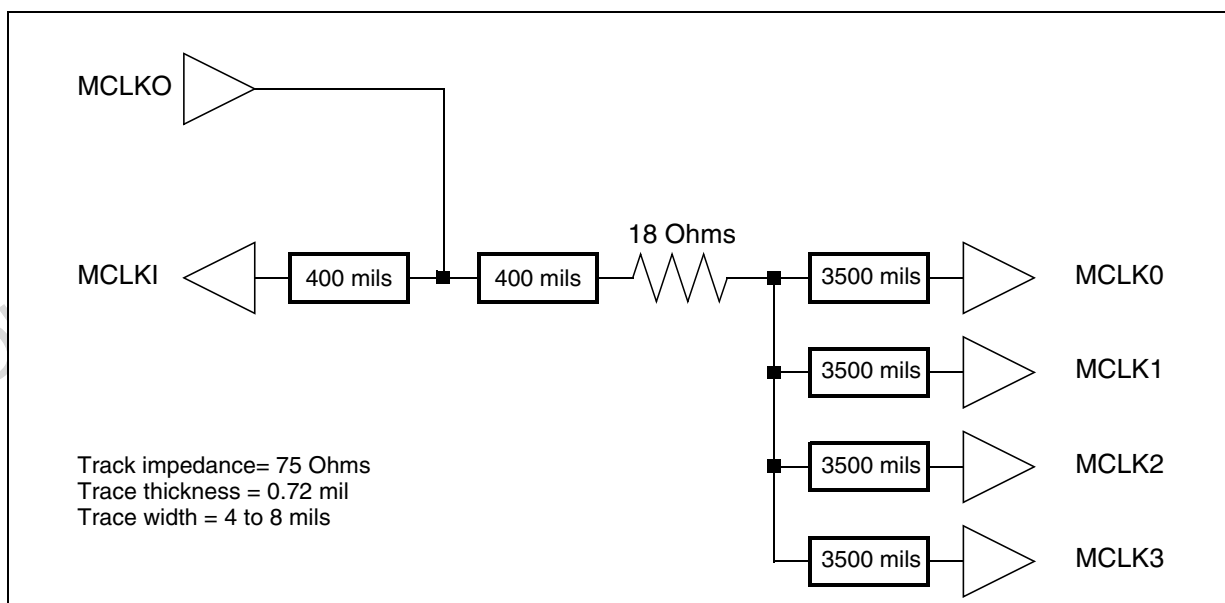 MCLKO
18 Ohms
MCLKI
400 mils
400 mils
3500 mils
MCLK0
3500 mils
MCLK1
3500 mils
MCLK2
3500 mils
MCLK3
Track impedance= 75 Ohms
Trace thickness = 0.72 mil
Trace width = 4 to 8 mils